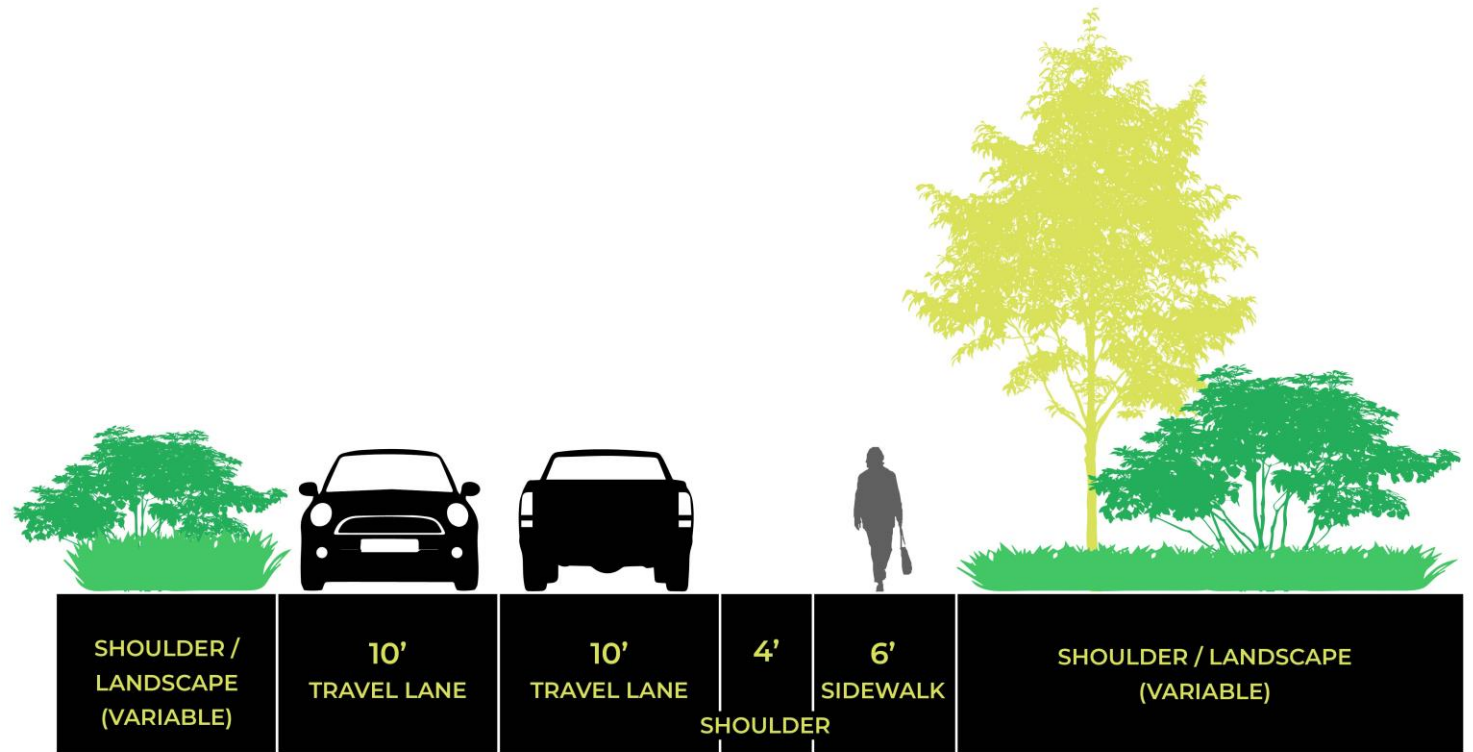 SHOULDER /
LANDSCAPE
(VARIABLE)
10’
TRAVEL LANE
10’
TRAVEL LANE
4’
SHOULDER
6’
SIDEWALK
SHOULDER / LANDSCAPE
(VARIABLE)